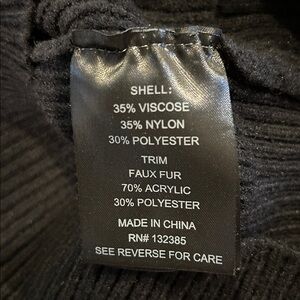 SHELL:
35% VISCOSE
35% NYLON
30% POLYESTER
TRIM
FAUX FUR
70% ACRYLIC
30% POLYESTER
MADE IN CHINA
RN# 132385
SEE REVERSE FOR CARE